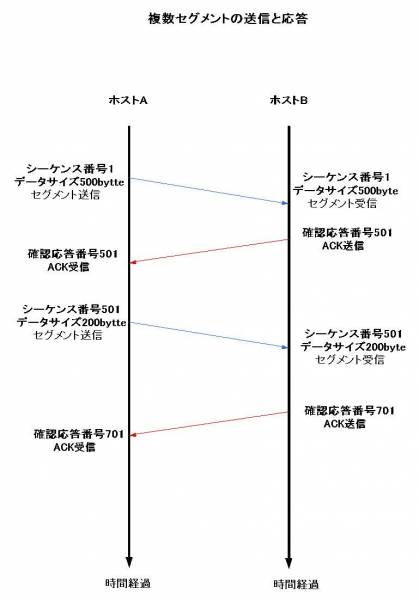 複数セグメントの送信と応答
ホストA
ホストB
シーケンス番号1
データサイズ500bytte
セグメント送信
シーケンス番号1
データサイズ500byte
セグメント受信
確認応答番号501
ACK送信
確認応答番号501
ACK受信
シーケンス番号501
データサイズ200bytte
セグメント送信
シーケンス番号501
データサイズ200byte
セグメント受信
確認応答番号701
ACK送信
確認応答番号701
ACK受信
時間経過
時間経過